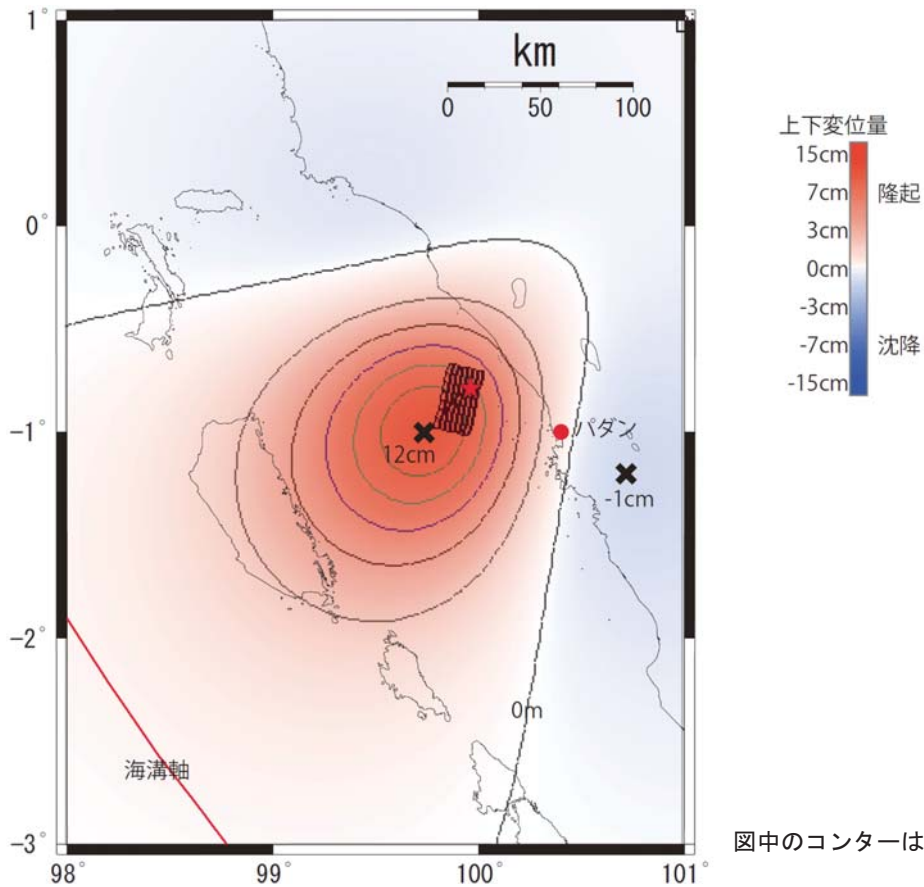 1°
km
0 50 100
上下変位量
15cm
7cm
隆起
3cm
0°
0cm
-3cm
-7cm
沈降
-15cm
-1°
パダン
12cm
-1cm
-2°
0m
海溝軸
-3°
図中のコンターは
98° 99° 100° 101°